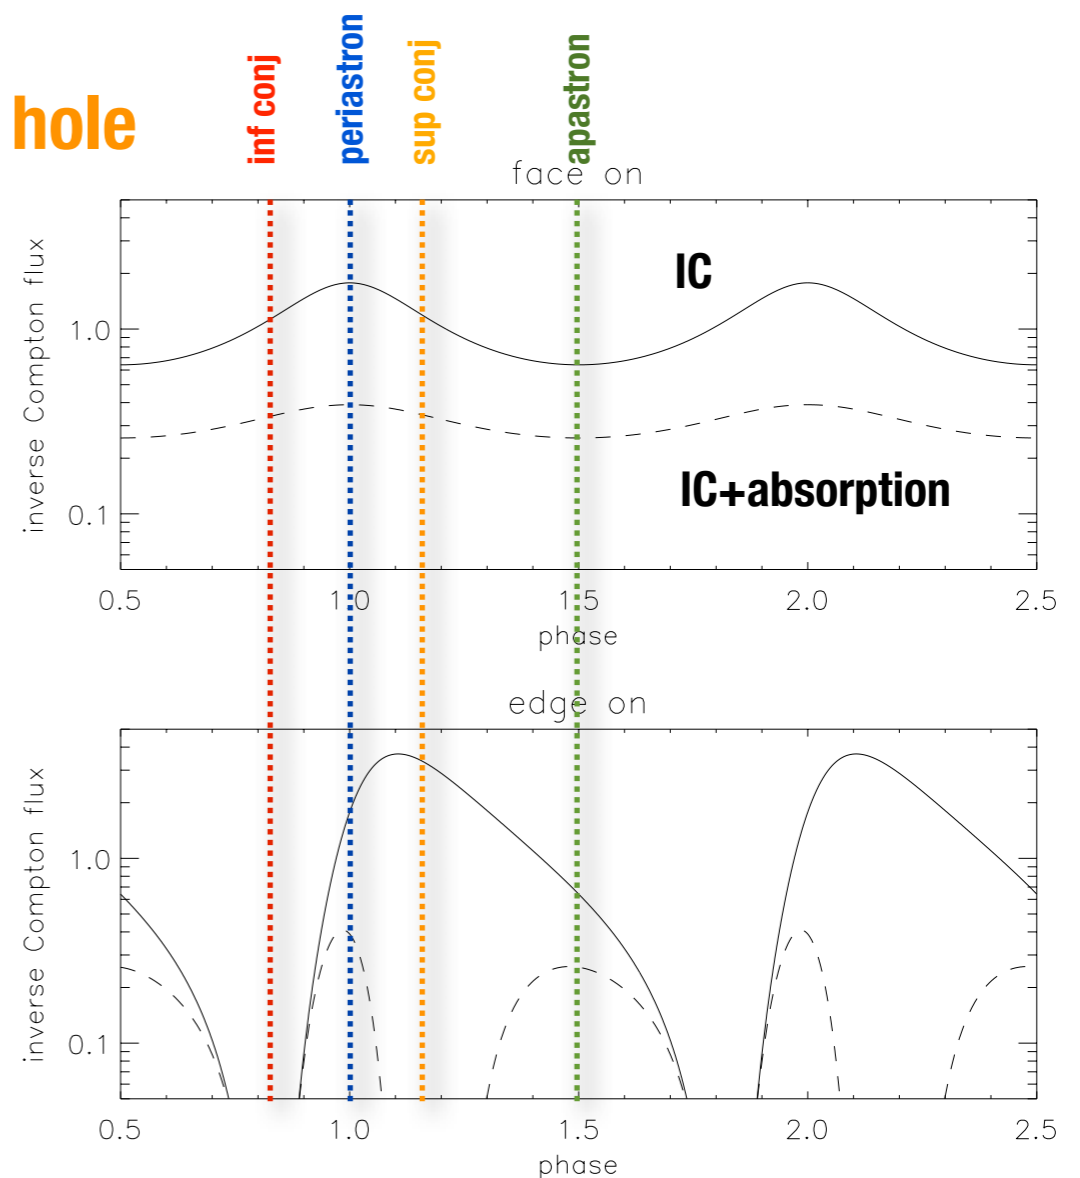 hole
inf conj
periastron
sup conj
apastron
face on
inverse Compton flux
1.0
0.1
IC
IC+absorption
0.5
1.0
1.5
2.0
2.5
phase
edge on
inverse Compton flux
1.0
0.1
0.5
1.0
1.5
2.0
2.5
phase